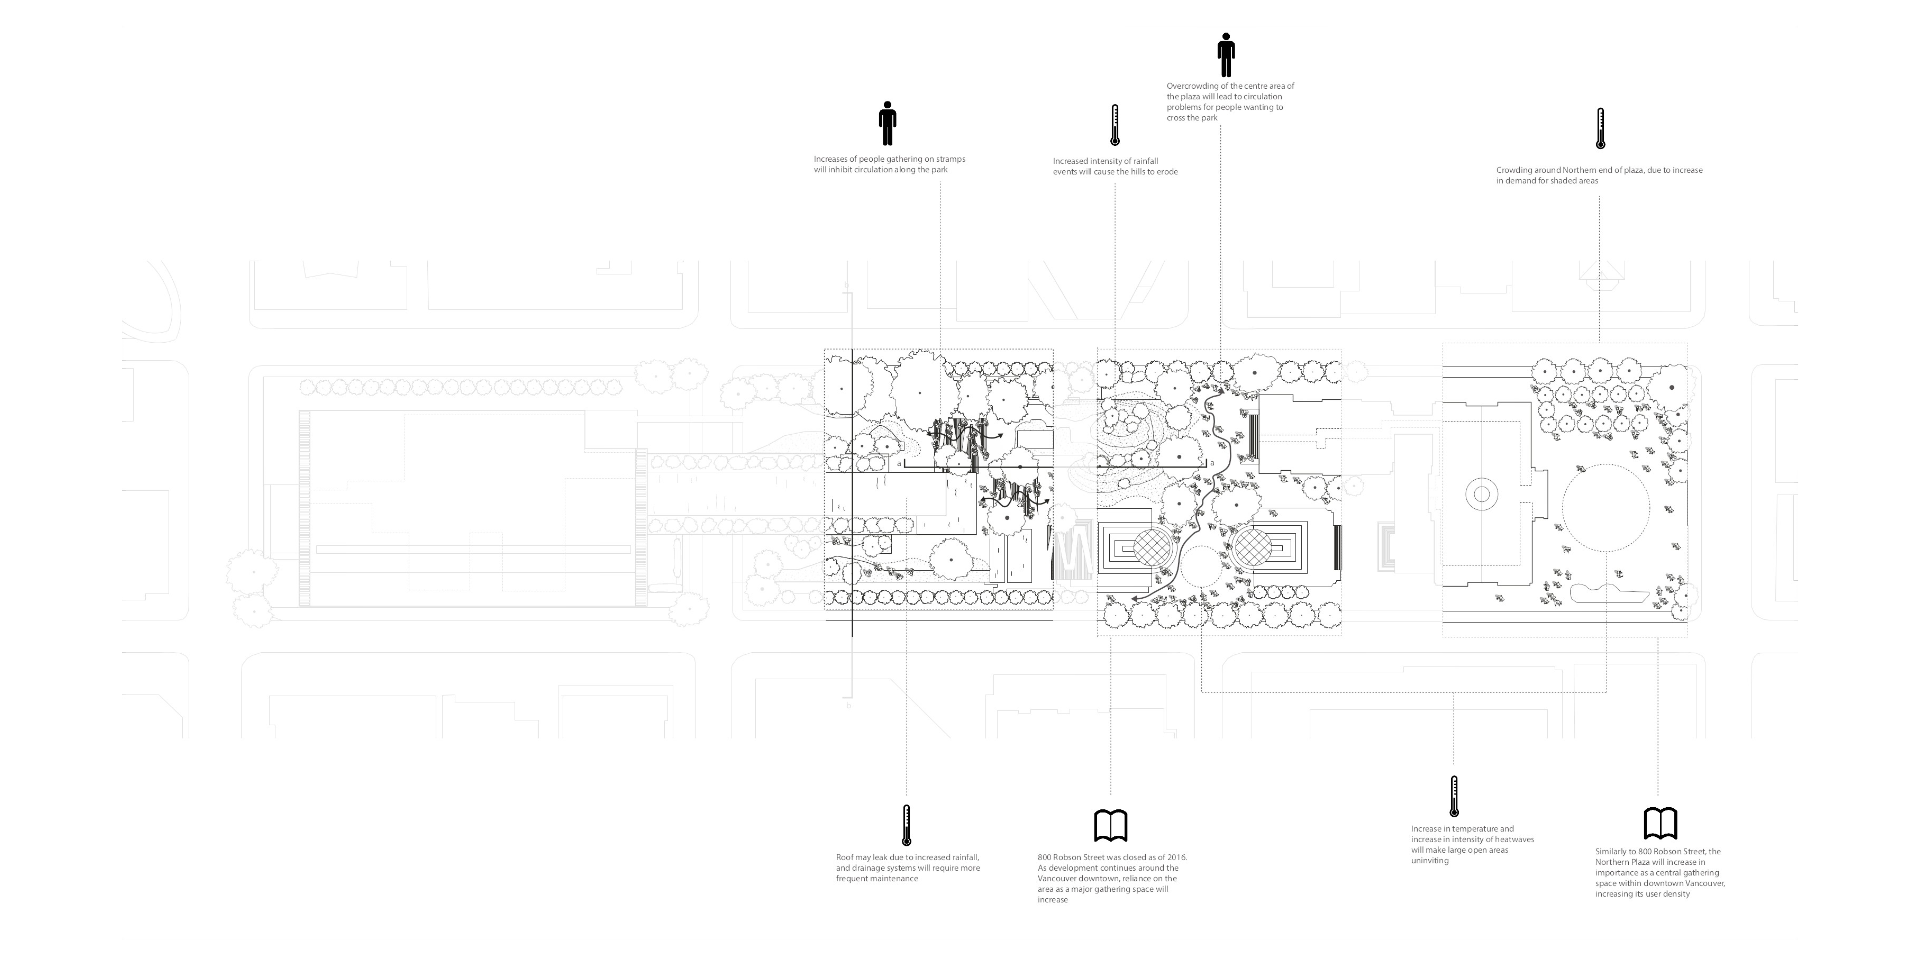 Overcrowding of the centre area of
the plaza will lead to circulation
problems for people wanting to
cross the park
Increases of people gathering on stramps
will inhibit circulation along the park
Increased intensity of rainfall
events will cause the hills to erode
Crowding around Northern end of plaza, due to increase
in demand for shaded areas
b
a
a
b
Roof may leak due to increased rainfall,
and drainage systems will require more
frequent maintenance
800 Robson Street was closed as of 2016.
As development continues around the
Vancouver downtown, reliance on the
area as a major gathering space will
increase
Increase in temperature and
increase in intensity of heatwaves
will make large open areas
uninviting
Similarly to 800 Robson Street, the
Northern Plaza will increase in
importance as a central gathering
space within downtown Vancouver,
increasing its user density